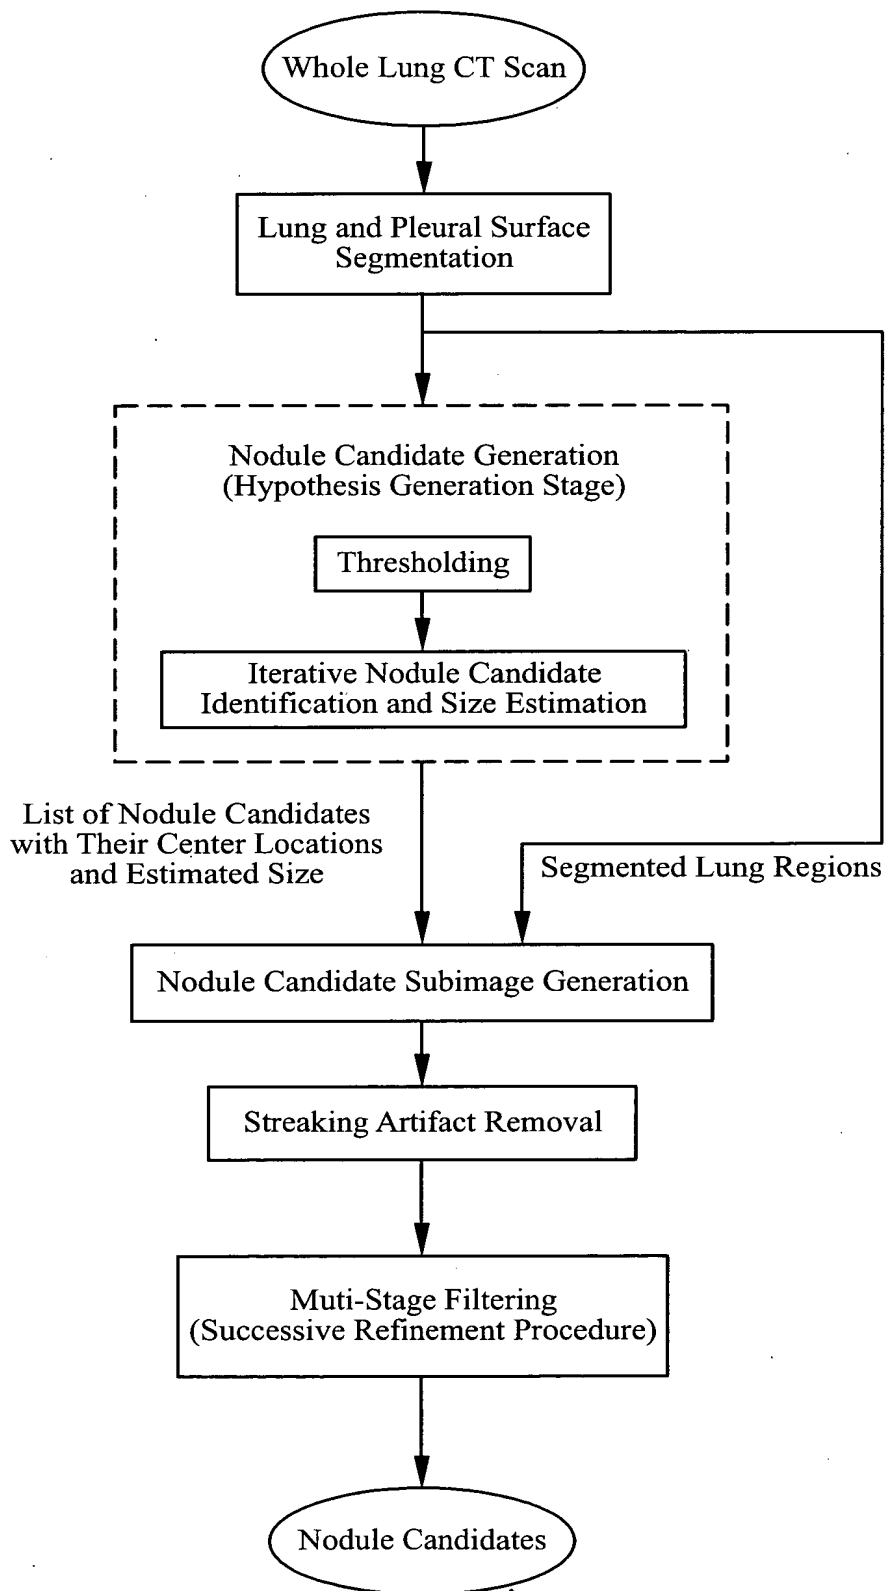 Whole Lung CT Scan
Lung and Pleural Surface
Segmentation
Nodule Candidate Generation
(Hypothesis Generation Stage)
Thresholding
Iterative Nodule Candidate
Identification and Size Estimation
List of Nodule Candidates
with Their Center Locations
and Estimated Size
Segmented Lung Regions
Nodule Candidate Subimage Generation
Streaking Artifact Removal
Muti-Stage Filtering
(Successive Refinement Procedure)
Nodule Candidates